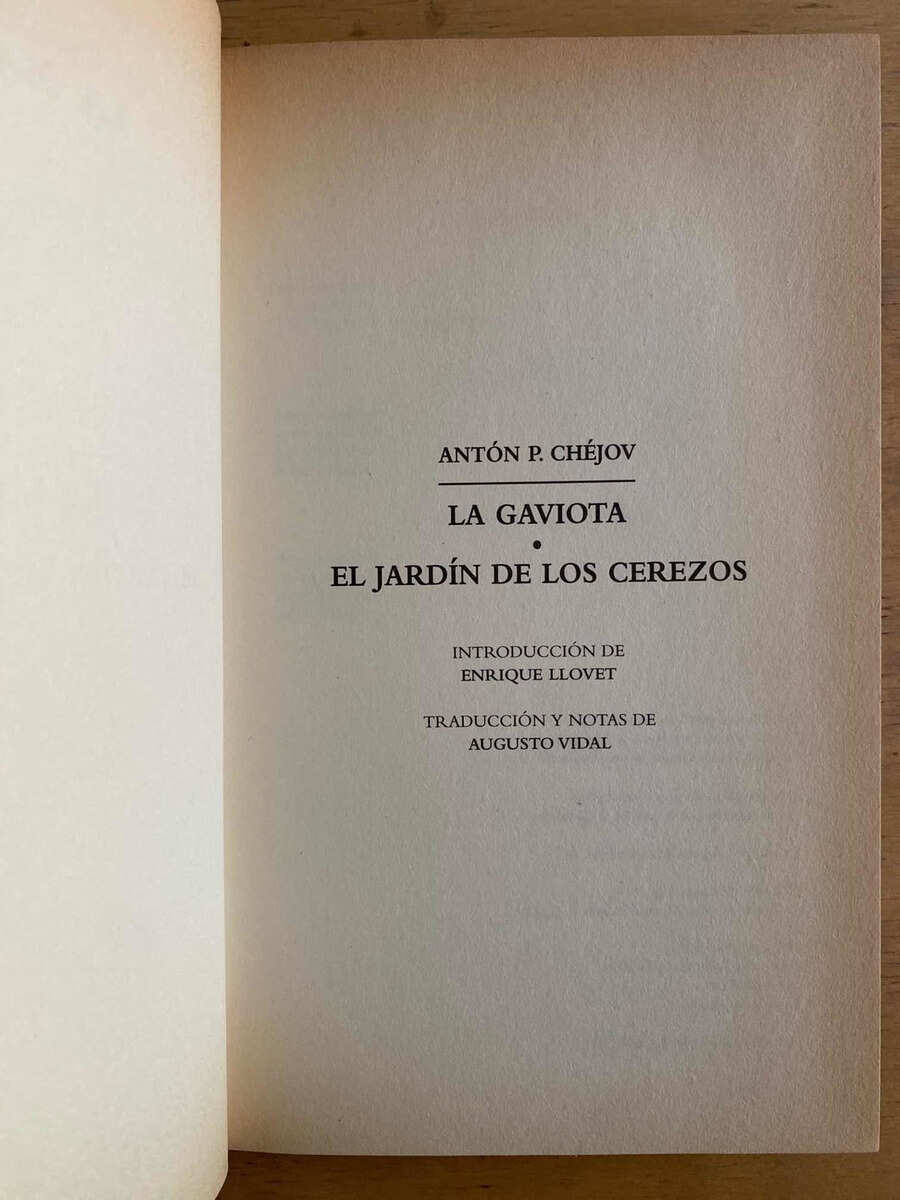 ANTÓN P. CHÉJOV
LA GAVIOTA
•
EL JARDÍN DE LOS CEREZOS
INTRODUCCIÓN DE
ENRIQUE LLOVET
TRADUCCIÓN Y NOTAS DE
AUGUSTO VIDAL